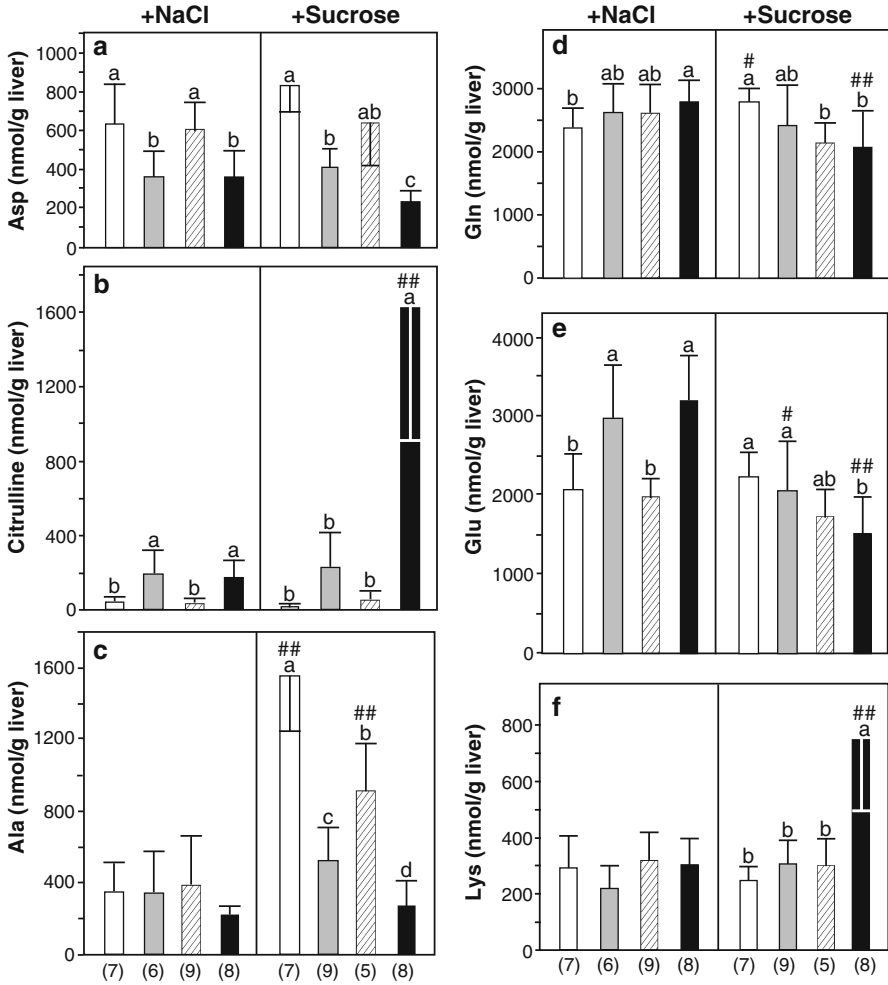 +NaCl +Sucrose
a
Asp (nmol/g liver)
1000
800
600
400
200
0
a b a b a b ab c
b
Citrulline (nmol/g liver)
1600
1200
800
400
0
b a b a b b b ## a
c
Ala (nmol/g liver)
1600
1200
800
400
0
## a c ## b d
(7) (6) (9) (8) (7) (9) (5) (8)
+NaCl +Sucrose
d
Gln (nmol/g liver)
3000
2000
1000
0
b ab ab a # a ab b ## b
e
Glu (nmol/g liver)
4000
3000
2000
1000
0
b a b a a # a ab ## b
f
Lys (nmol/g liver)
800
600
400
200
0
b b b ## a
(7) (6) (9) (8) (7) (9) (5) (8)